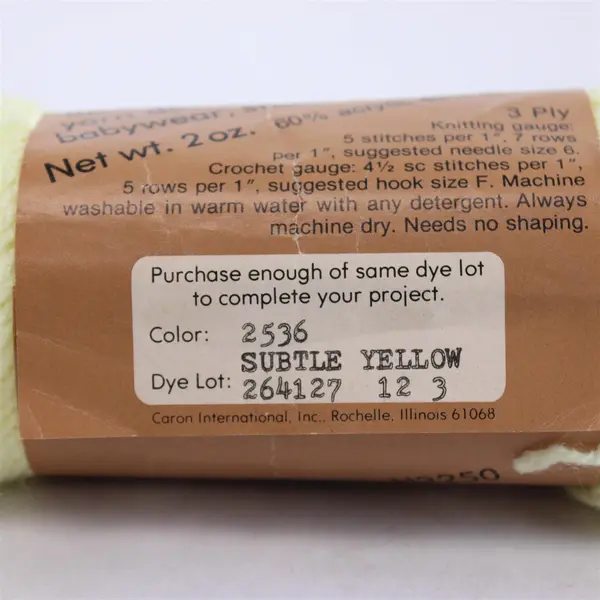 babywear,
Net wt. 2 oz. 60% acrylic
3 Ply
Knitting gauge:
5 stitches per 1", 7 rows
per 1", suggested needle size 6.
Crochet gauge: 4½ sc stitches per 1",
5 rows per 1", suggested hook size F. Machine
washable in warm water with any detergent. Always
machine dry. Needs no shaping.
Purchase enough of same dye lot
to complete your project.
Color: 2536
SUBTLE YELLOW
Dye Lot: 264127 12 3
Caron International, Inc., Rochelle, Illinois 61068